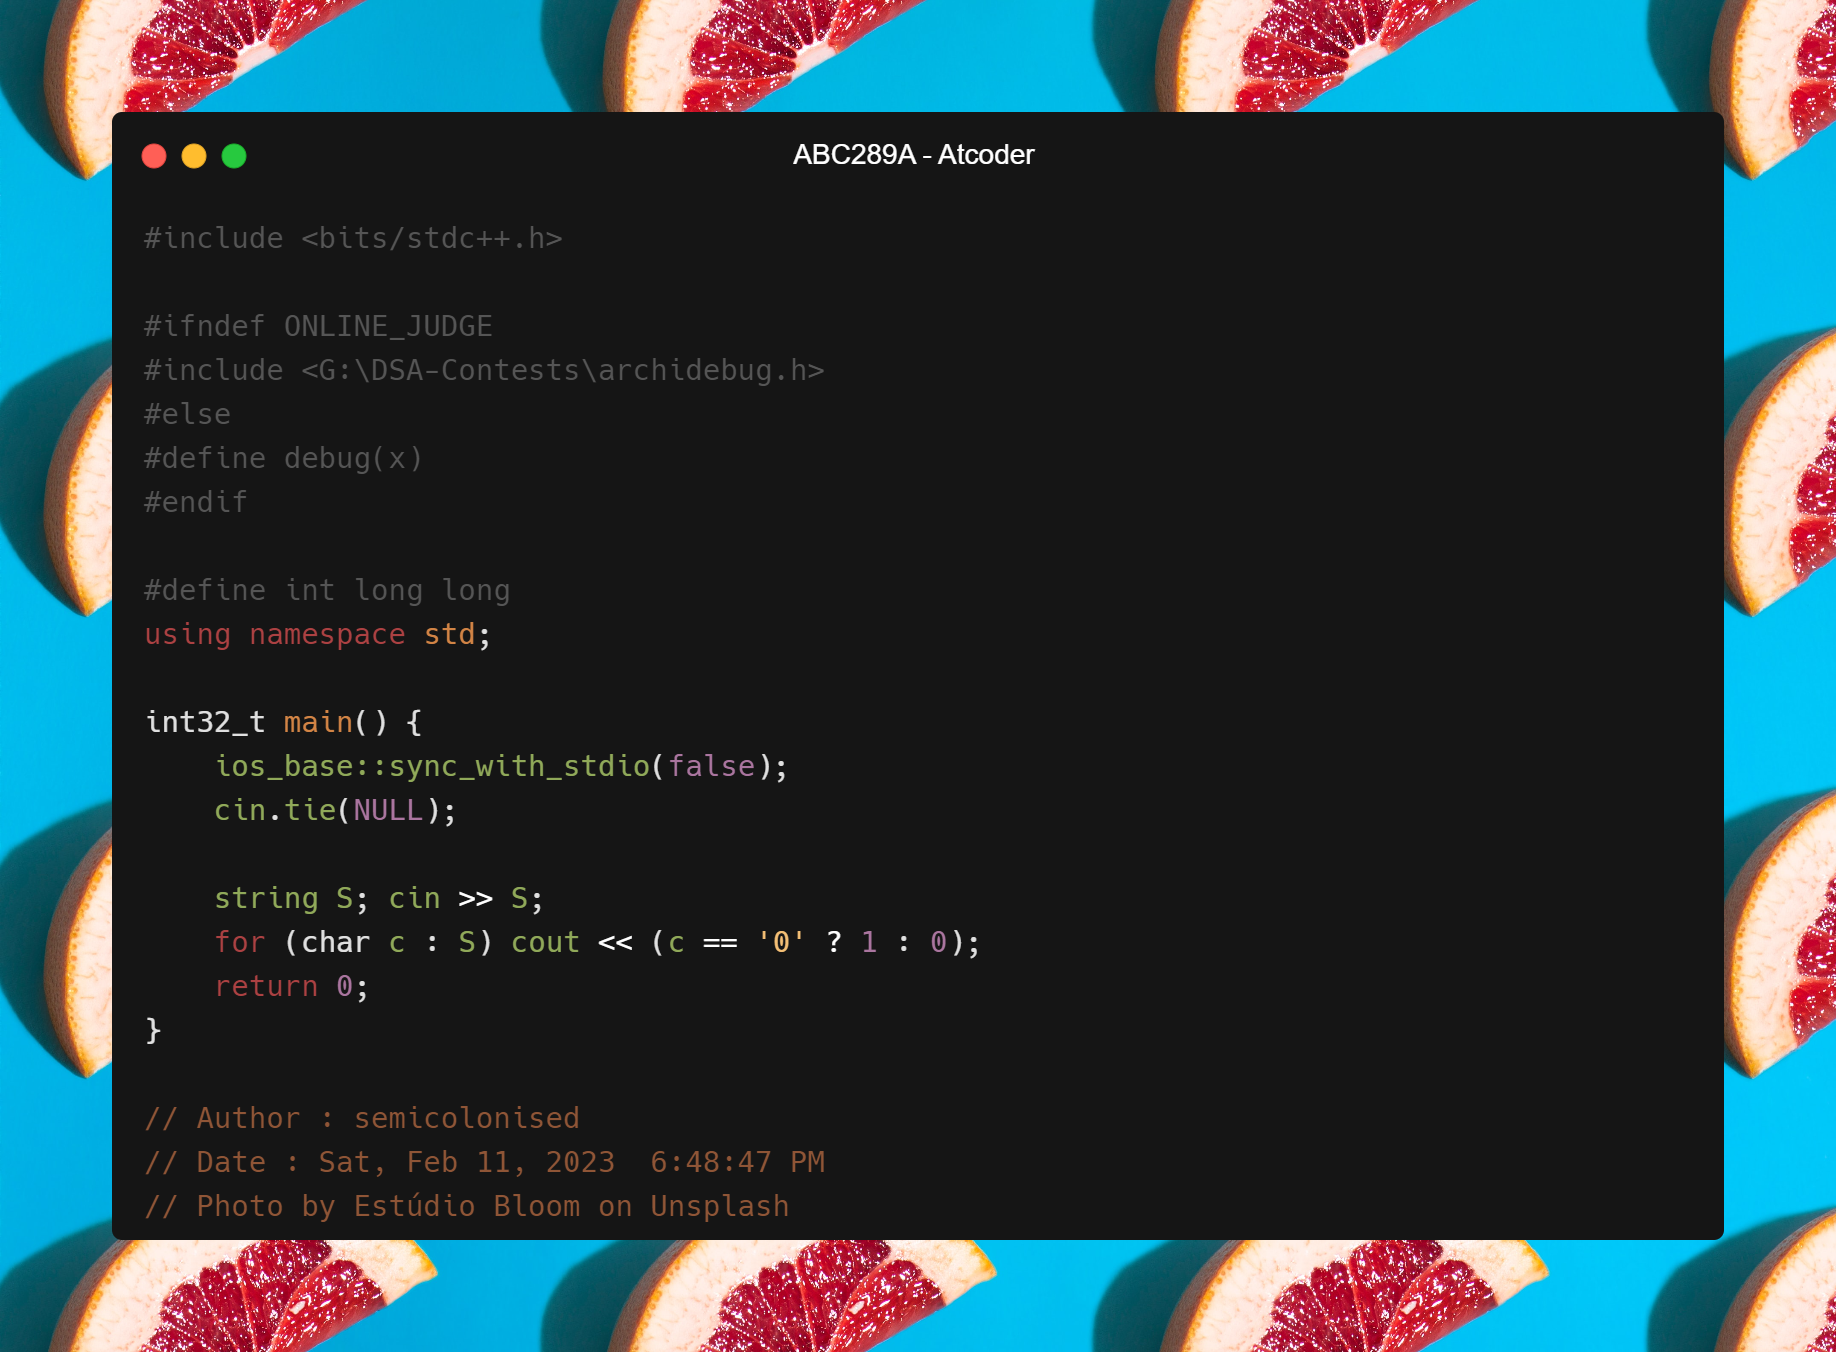 ABC289A - Atcoder
#include <bits/stdc++.h>
#ifndef ONLINE_JUDGE
#include <G:\DSA-Contests\archidebug.h>
#else
#define debug(x)
#endif
#define int long long
using namespace std;
int32_t main() {
    ios_base::sync_with_stdio(false);
    cin.tie(NULL);
    string S; cin >> S;
    for (char c : S) cout << (c == '0' ? 1 : 0);
    return 0;
}
// Author : semicolonised
// Date : Sat, Feb 11, 2023  6:48:47 PM
// Photo by Estúdio Bloom on Unsplash